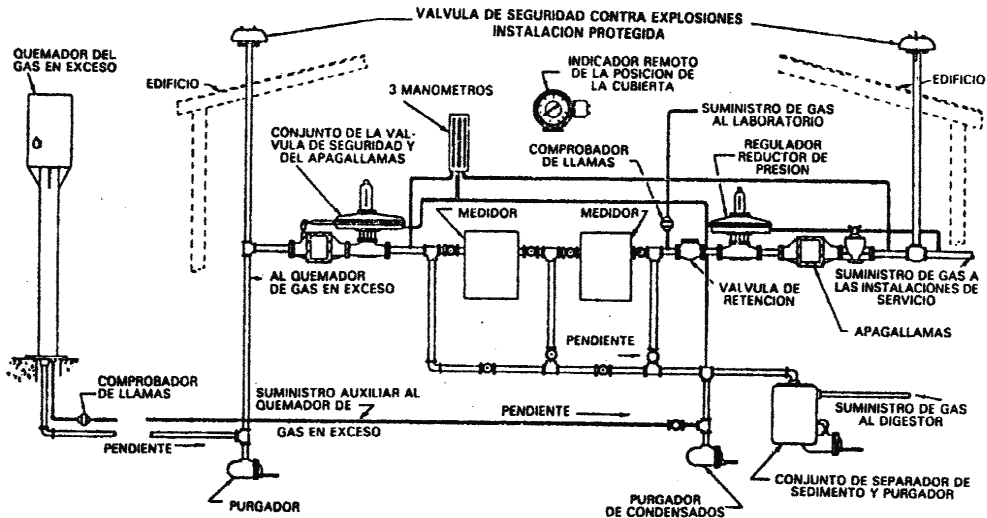 VALVULA DE SEGURIDAD CONTRA EXPLOSIONES
INSTALACION PROTEGIDA
QUEMADOR DEL
GAS EN EXCESO
EDIFICIO
3 MANOMETROS
INDICADOR REMOTO
DE LA POSICION DE
LA CUBIERTA
EDIFICIO
CONJUNTO DE LA VAL-
VULA DE SEGURIDAD Y
DEL APAGALLAMAS
COMPROBADOR
DE LLAMAS
SUMINISTRO DE GAS
AL LABORATORIO
REGULADOR
REDUCTOR DE
PRESION
MEDIDOR
MEDIDOR
AL QUEMADOR
DE GAS EN EXCESO
VALVULA DE
RETENCION
SUMINISTRO DE GAS A
LAS INSTALACIONES DE
SERVICIO
APAGALLAMAS
PENDIENTE
COMPROBADOR
DE LLAMAS
SUMINISTRO AUXILIAR AL
QUEMADOR DE
GAS EN EXCESO
PENDIENTE
SUMINISTRO DE GAS
AL DIGESTOR
PENDIENTE
PURGADOR
PURGADOR
DE CONDENSADOS
CONJUNTO DE SEPARADOR DE
SEDIMENTO Y PURGADOR